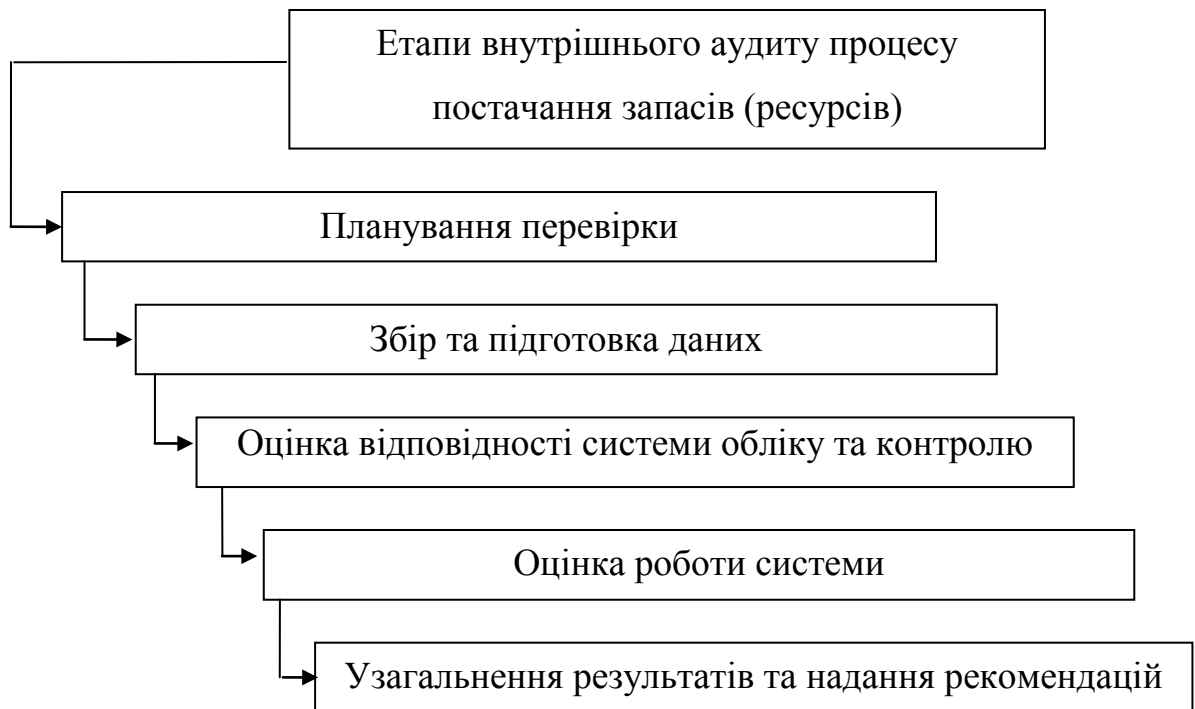 Етапи внутрішнього аудиту процесу
постачання запасів (ресурсів)
Планування перевірки
Збір та підготовка даних
Оцінка відповідності системи обліку та контролю
Оцінка роботи системи
Узагальнення результатів та надання рекомендацій